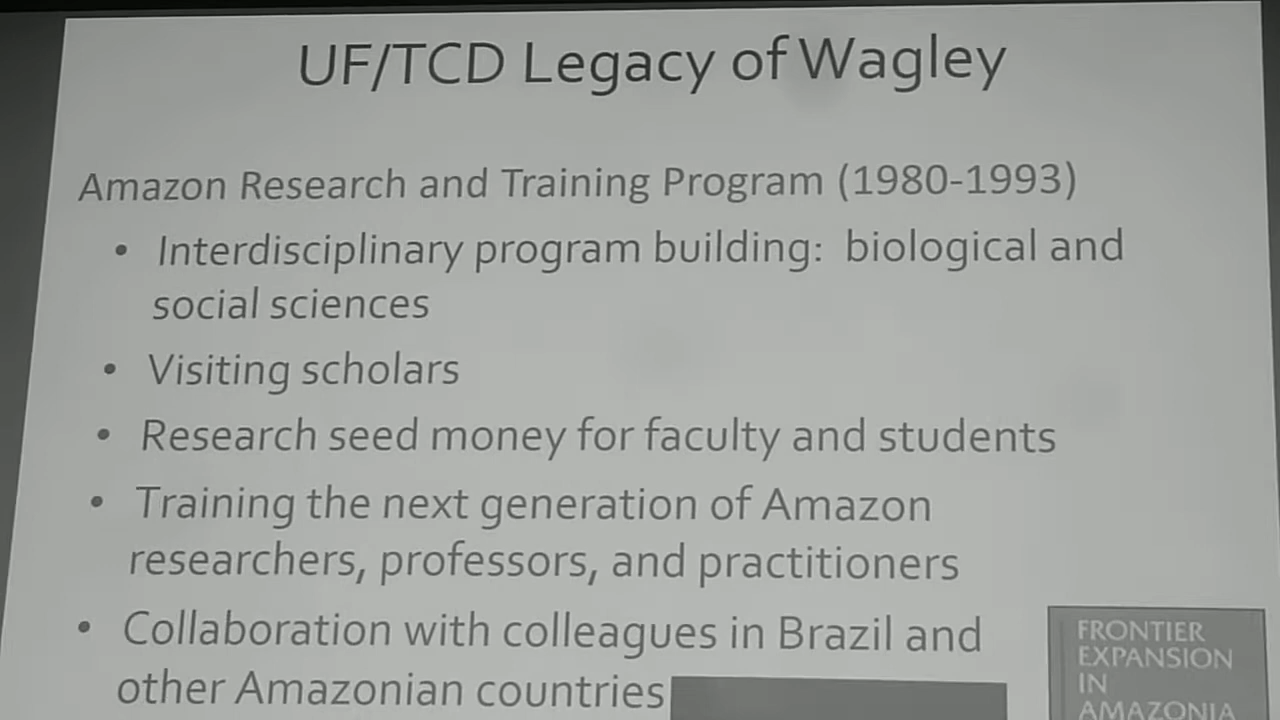 UF/TCD Legacy of Wagley
Amazon Research and Training Program (1980-1993)
• Interdisciplinary program building: biological and
social sciences
• Visiting scholars
• Research seed money for faculty and students
• Training the next generation of Amazon
researchers, professors, and practitioners
• Collaboration with colleagues in Brazil and
other Amazonian countries
FRONTIER
EXPANSION
IN
AMAZONIA